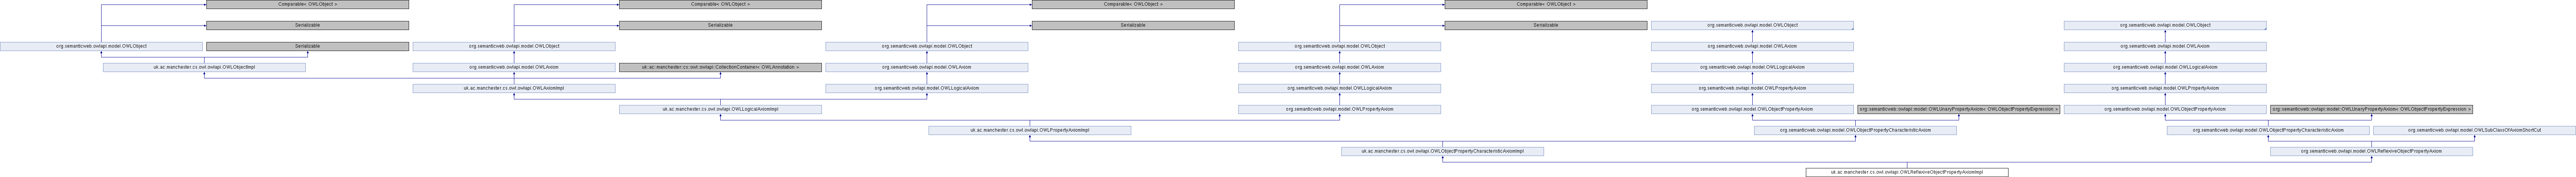 Comparable< OWLObject >
Comparable< OWLObject >
Comparable< OWLObject >
Comparable< OWLObject >
Serializable
Serializable
Serializable
Serializable
org.semanticweb.owlapi.model.OWLObject
org.semanticweb.owlapi.model.OWLObject
org.semanticweb.owlapi.model.OWLObject
Serializable
org.semanticweb.owlapi.model.OWLObject
org.semanticweb.owlapi.model.OWLObject
org.semanticweb.owlapi.model.OWLObject
org.semanticweb.owlapi.model.OWLAxiom
org.semanticweb.owlapi.model.OWLAxiom
uk.ac.manchester.cs.owl.owlapi.OWLObjectImpl
org.semanticweb.owlapi.model.OWLAxiom
uk.ac.manchester.cs.owl.owlapi.CollectionContainer< OWLAnnotation >
org.semanticweb.owlapi.model.OWLAxiom
org.semanticweb.owlapi.model.OWLAxiom
org.semanticweb.owlapi.model.OWLLogicalAxiom
org.semanticweb.owlapi.model.OWLLogicalAxiom
uk.ac.manchester.cs.owl.owlapi.OWLAxiomImpl
org.semanticweb.owlapi.model.OWLLogicalAxiom
org.semanticweb.owlapi.model.OWLLogicalAxiom
org.semanticweb.owlapi.model.OWLPropertyAxiom
org.semanticweb.owlapi.model.OWLPropertyAxiom
uk.ac.manchester.cs.owl.owlapi.OWLLogicalAxiomImpl
org.semanticweb.owlapi.model.OWLPropertyAxiom
org.semanticweb.owlapi.model.OWLObjectPropertyAxiom
org.semanticweb.owlapi.model.OWLUnaryPropertyAxiom< OWLObjectPropertyExpression >
org.semanticweb.owlapi.model.OWLObjectPropertyAxiom
org.semanticweb.owlapi.model.OWLUnaryPropertyAxiom< OWLObjectPropertyExpression >
uk.ac.manchester.cs.owl.owlapi.OWLPropertyAxiomImpl
org.semanticweb.owlapi.model.OWLObjectPropertyCharacteristicAxiom
org.semanticweb.owlapi.model.OWLObjectPropertyCharacteristicAxiom
org.semanticweb.owlapi.model.OWLSubClassOfAxiomShortCut
uk.ac.manchester.cs.owl.owlapi.OWLObjectPropertyCharacteristicAxiomImpl
org.semanticweb.owlapi.model.OWLReflexiveObjectPropertyAxiom
uk.ac.manchester.cs.owl.owlapi.OWLReflexiveObjectPropertyAxiomImpl